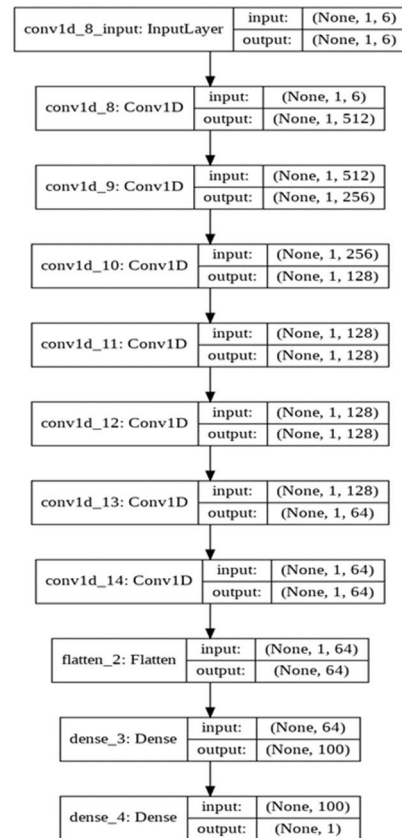 conv1d_8_input: InputLayer
input: (None, 1, 6)
output: (None, 1, 6)
conv1d_8: Conv1D
input: (None, 1, 6)
output: (None, 1, 512)
conv1d_9: Conv1D
input: (None, 1, 512)
output: (None, 1, 256)
conv1d_10: Conv1D
input: (None, 1, 256)
output: (None, 1, 128)
conv1d_11: Conv1D
input: (None, 1, 128)
output: (None, 1, 128)
conv1d_12: Conv1D
input: (None, 1, 128)
output: (None, 1, 128)
conv1d_13: Conv1D
input: (None, 1, 128)
output: (None, 1, 64)
conv1d_14: Conv1D
input: (None, 1, 64)
output: (None, 1, 64)
flatten_2: Flatten
input: (None, 1, 64)
output: (None, 64)
dense_3: Dense
input: (None, 64)
output: (None, 100)
dense_4: Dense
input: (None, 100)
output: (None, 1)